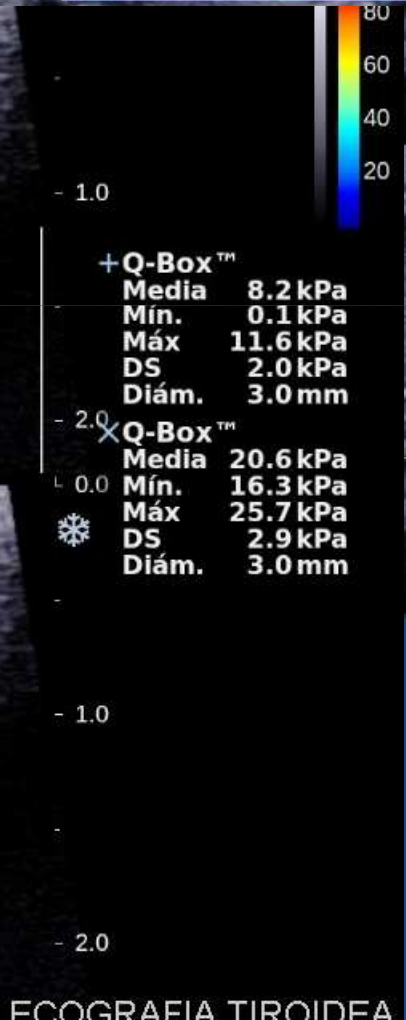 80
60
40
20
- 1.0
+Q-Box™
Media 8.2 kPa
Mín. 0.1 kPa
Máx 11.6 kPa
DS 2.0 kPa
Diám. 3.0 mm
- 2.0
×Q-Box™
Media 20.6 kPa
0.0
Mín. 16.3 kPa
Máx 25.7 kPa
DS 2.9 kPa
Diám. 3.0 mm
- 1.0
- 2.0
ECOGRAFIA TIROIDEA